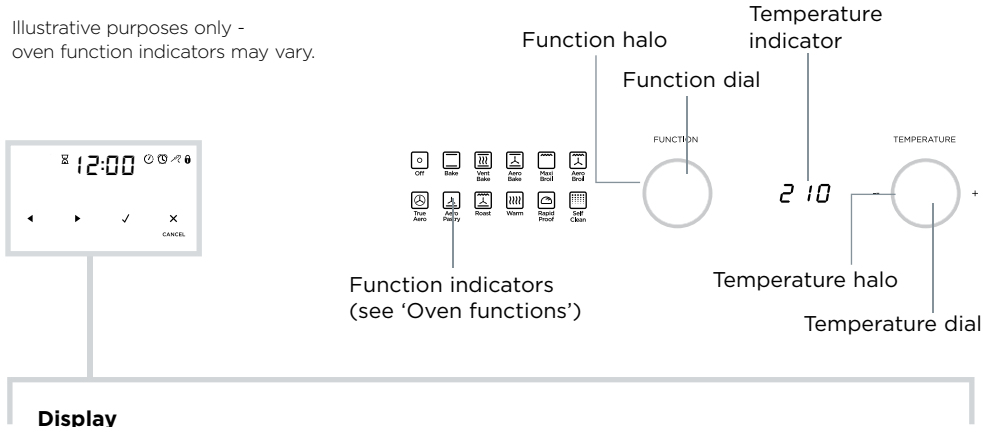 Illustrative purposes only -
oven function indicators may vary.
Function halo
Temperature
indicator
Function dial
FUNCTION
TEMPERATURE
12:00
CANCEL
Off
Bake
Vent
Bake
Aero
Bake
Maxi
Broil
Aero
Broil
True
Aero
Aero
Pastry
Roast
Warm
Rapid
Proof
Self
Clean
210
-
+
Function indicators
(see 'Oven functions')
Temperature halo
Temperature dial
Display